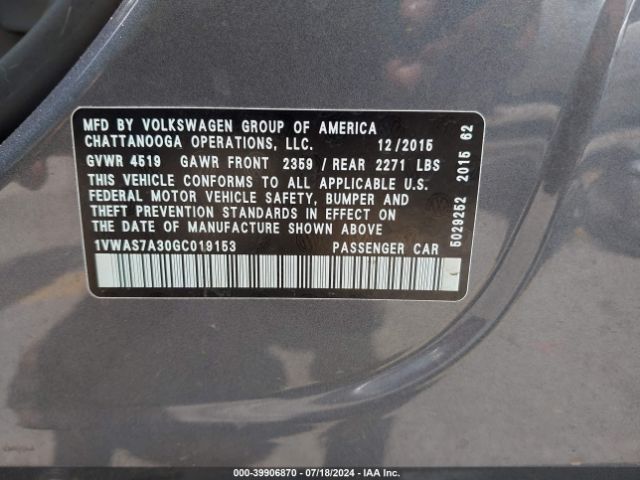 MFD BY VOLKSWAGEN GROUP OF AMERICA
CHATTANOOGA OPERATIONS, LLC. 12/2015
GVWR 4519 GAWR FRONT 2359 / REAR 2271 LBS
THIS VEHICLE CONFORMS TO ALL APPLICABLE U.S.
FEDERAL MOTOR VEHICLE SAFETY, BUMPER AND
THEFT PREVENTION STANDARDS IN EFFECT ON
THE DATE OF MANUFACTURE SHOWN ABOVE
1VWAS7A30GC019153 PASSENGER CAR
5029252 2015 62
000-39906870 - 07/18/2024 - IAA Inc.